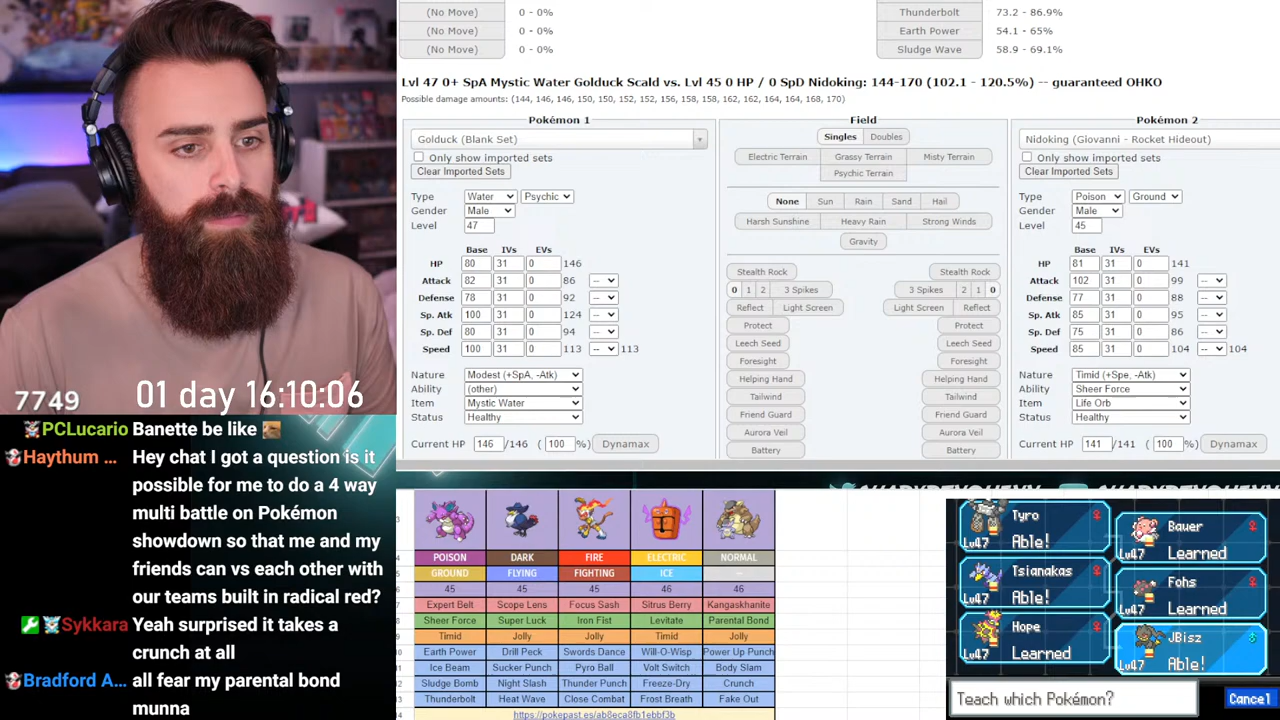 (No Move) 0 - 0%
(No Move) 0 - 0%
(No Move) 0 - 0%
Thunderbolt 73.2 - 86.9%
Earth Power 54.1 - 65%
Sludge Wave 58.9 - 69.1%
Lvl 47 0+ SpA Mystic Water Golduck Scald vs. Lvl 45 0 HP / 0 SpD Nidoking: 144-170 (102.1 - 120.5%) -- guaranteed OHKO
Possible damage amounts: (144, 146, 146, 150, 150, 152, 152, 156, 158, 158, 162, 162, 164, 164, 168, 170)
Pokémon 1
Golduck (Blank Set)
Only show imported sets
Clear Imported Sets
Type Water Psychic
Gender Male
Level 47
Base IVs EVs
HP 80 31 0 146
Attack 82 31 0 86 --
Defense 78 31 0 92 --
Sp. Atk 100 31 0 124 --
Sp. Def 80 31 0 94 --
Speed 100 31 0 113 -- 113
Nature Modest (+SpA, -Atk)
Ability (other)
Item Mystic Water
Status Healthy
Current HP 146 /146 ( 100 %) Dynamax
Field
Singles Doubles
Electric Terrain Grassy Terrain Misty Terrain
Psychic Terrain
None Sun Rain Sand Hail
Harsh Sunshine Heavy Rain Strong Winds
Gravity
Stealth Rock Stealth Rock
0 1 2 3 Spikes 3 Spikes 2 1 0
Reflect Light Screen Light Screen Reflect
Protect Protect
Leech Seed Leech Seed
Foresight Foresight
Helping Hand Helping Hand
Tailwind Tailwind
Friend Guard Friend Guard
Aurora Veil Aurora Veil
Battery Battery
Pokémon 2
Nidoking (Giovanni - Rocket Hideout)
Only show imported sets
Clear Imported Sets
Type Poison Ground
Gender Male
Level 45
Base IVs EVs
HP 81 31 0 141
Attack 102 31 0 99 --
Defense 77 31 0 88 --
Sp. Atk 85 31 0 95 --
Sp. Def 75 31 0 86 --
Speed 85 31 0 104 -- 104
Nature Timid (+Spe, -Atk)
Ability Sheer Force
Item Life Orb
Status Healthy
Current HP 141 /141 ( 100 %) Dynamax
7749 01 day 16:10:06
PCLucario Banette be like
Haythum ... Hey chat I got a question is it
possible for me to do a 4 way
multi battle on Pokémon
showdown so that me and my
friends can vs each other with
our teams built in radical red?
Sykkara Yeah surprised it takes a
crunch at all
Bradford A... all fear my parental bond
munna
3
4 POISON DARK FIRE ELECTRIC NORMAL
5 GROUND FLYING FIGHTING ICE --
6 45 45 45 46 46
7 Expert Belt Scope Lens Focus Sash Sitrus Berry Kangaskhanite
8 Sheer Force Super Luck Iron Fist Levitate Parental Bond
9 Timid Jolly Jolly Timid Jolly
10 Earth Power Drill Peck Swords Dance Will-O-Wisp Power Up Punch
11 Ice Beam Sucker Punch Pyro Ball Volt Switch Body Slam
12 Sludge Bomb Night Slash Thunder Punch Freeze-Dry Crunch
13 Thunderbolt Heat Wave Close Combat Frost Breath Fake Out
14 https://pokepast.es/ab8eca8fb1ebbf3b
Tyro
Lv47 Able!
Bauer
Lv47 Learned
Tsianakas
Lv47 Able!
Fohs
Lv47 Learned
Hope
Lv47 Learned
JBisz
Lv47 Able!
Teach which Pokémon?
Cancel